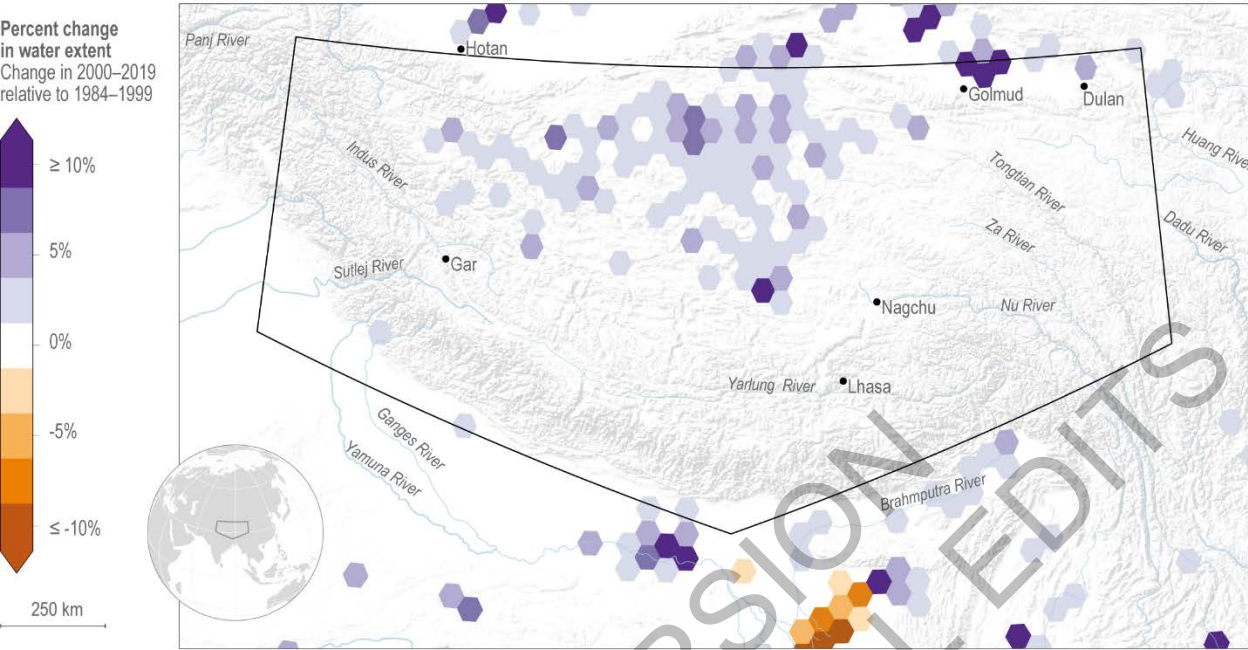 Percent change
in water extent
Change in 2000–2019
relative to 1984–1999
≥ 10%
5%
0%
-5%
≤ -10%
250 km
Panj River
Hotan
Golmud
Dulan
Huang River
Indus River
Tongtian River
Za River
Dadu River
Sutlej River
Gar
Nagchu
Nu River
Yarlung River
Lhasa
Ganges River
Yamuna River
Brahmputra River
RSION
L EDITS